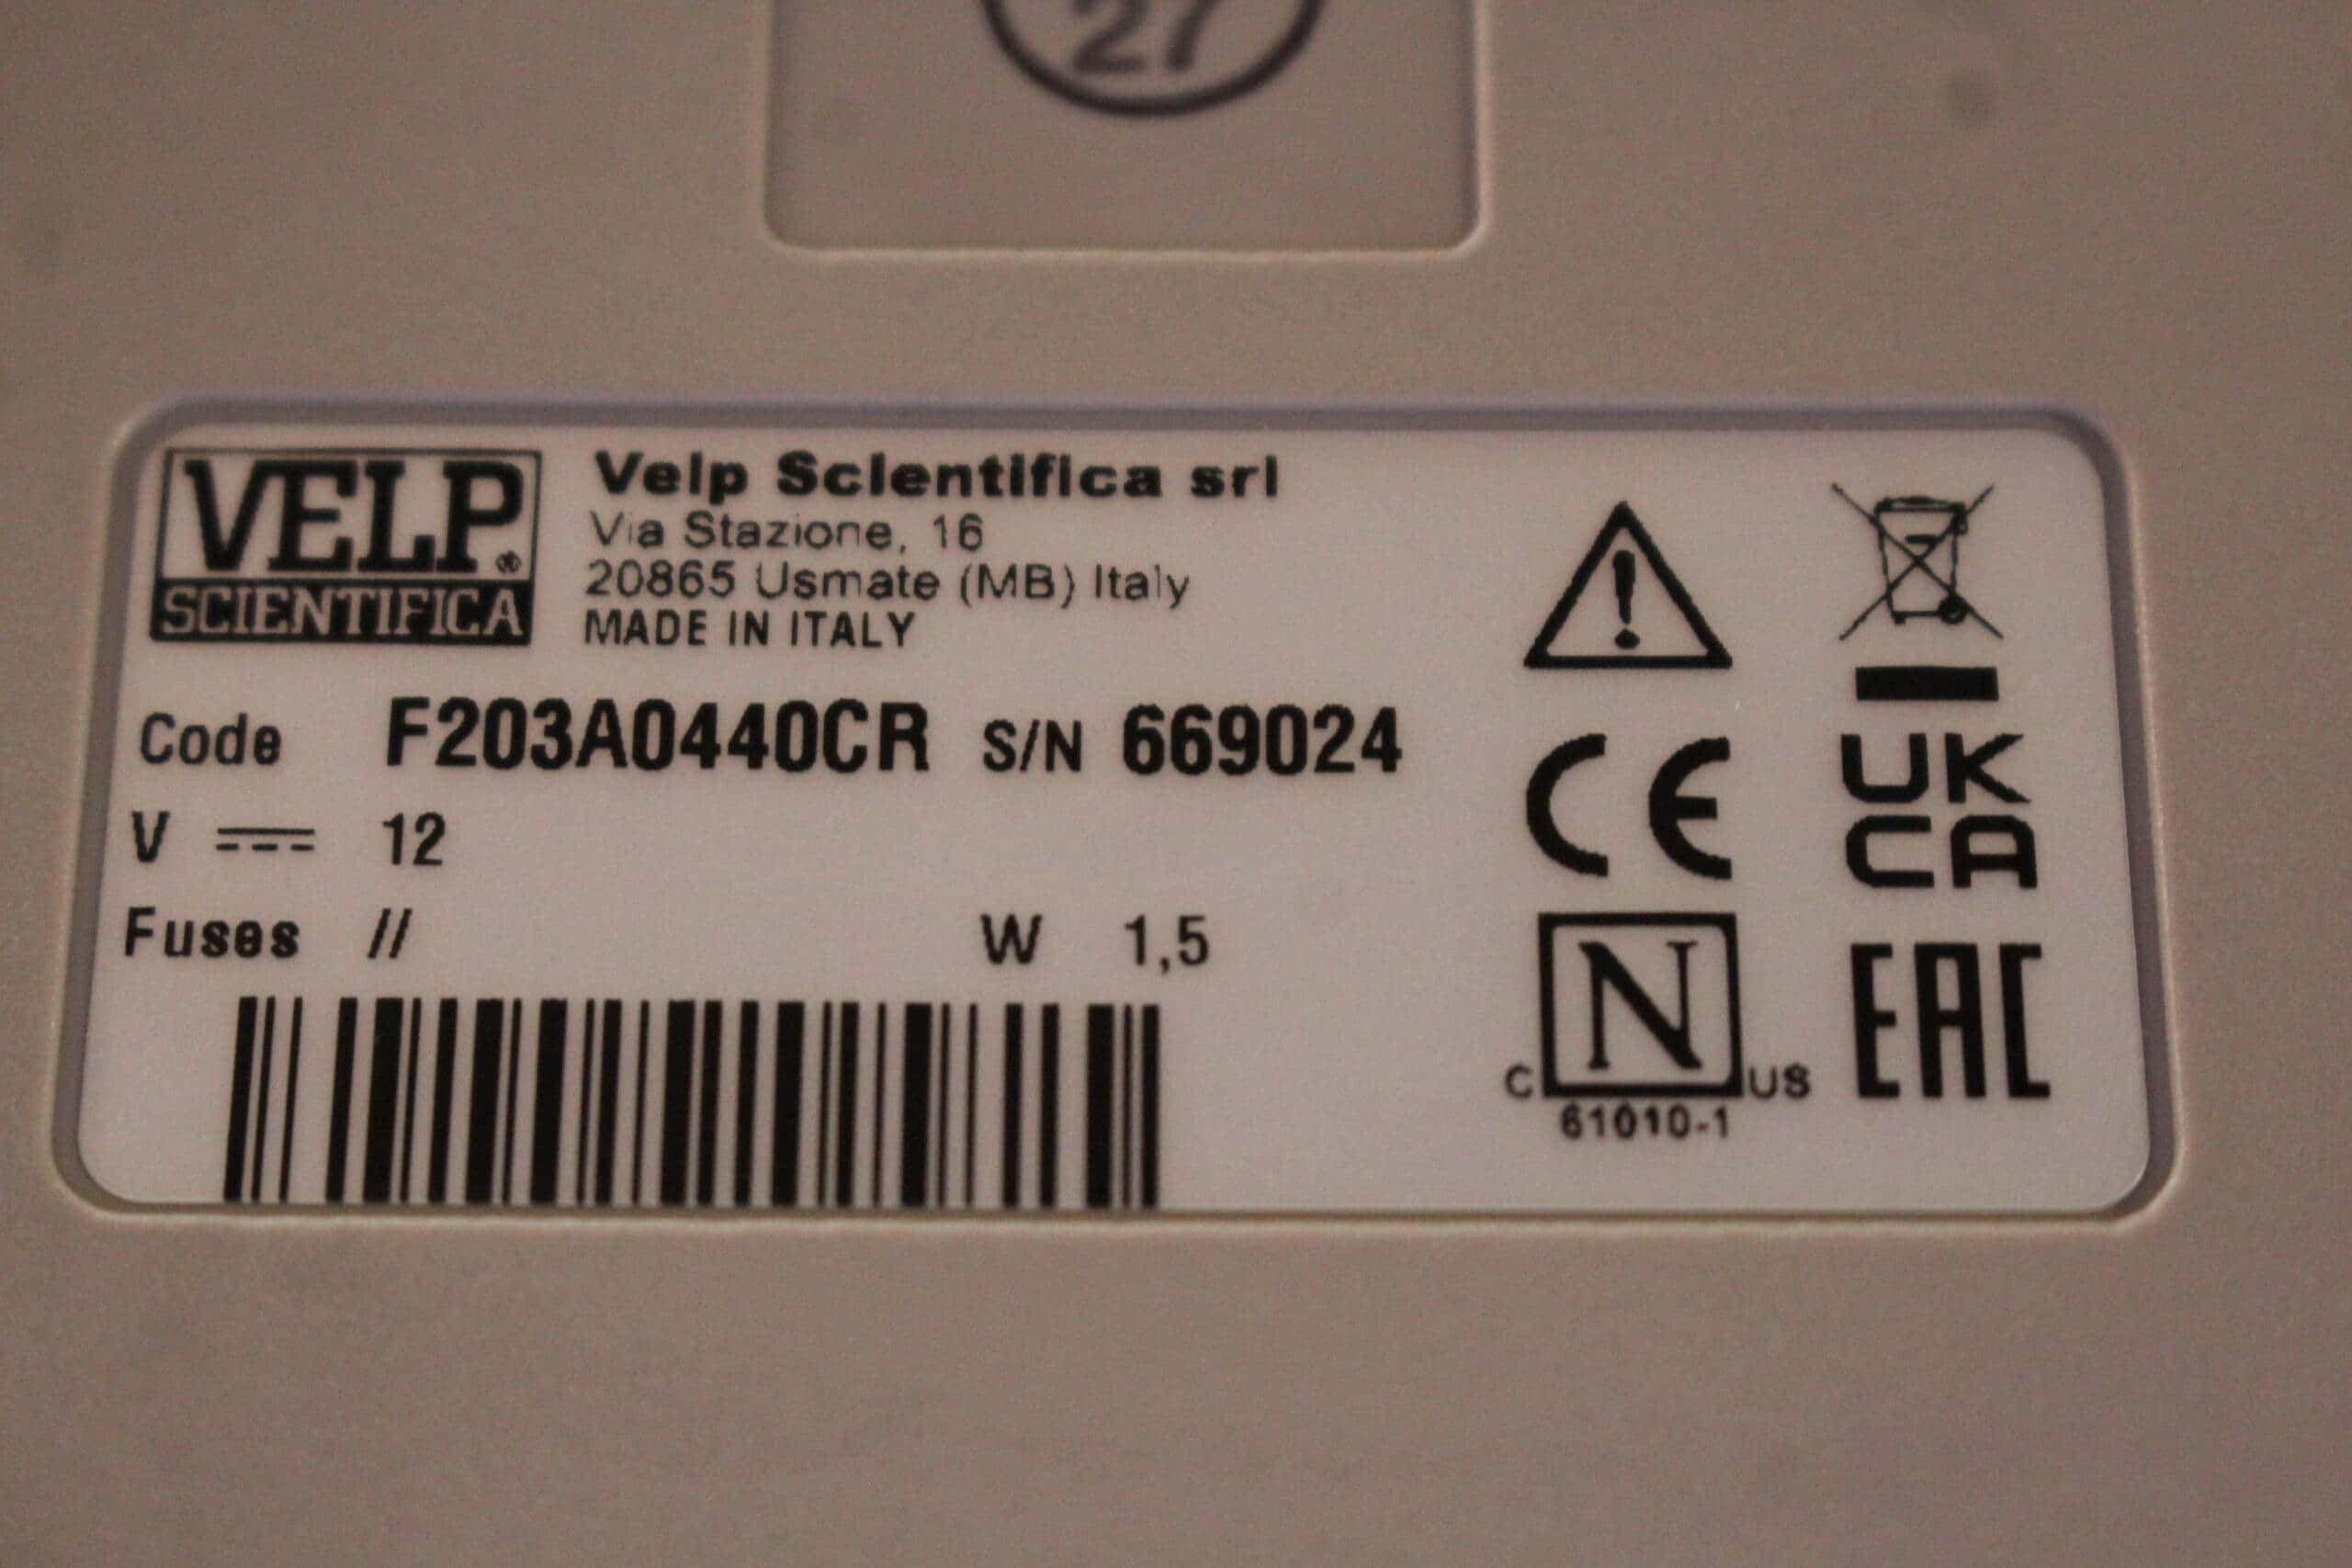 27
VELP®
SCIENTIFICA
Velp Scientifica srl
Via Stazione, 16
20865 Usmate (MB) Italy
MADE IN ITALY
Code F203A0440CR S/N 669024
V 12
Fuses // W 1,5
CE
UK
CA
C N US
61010-1
EAC